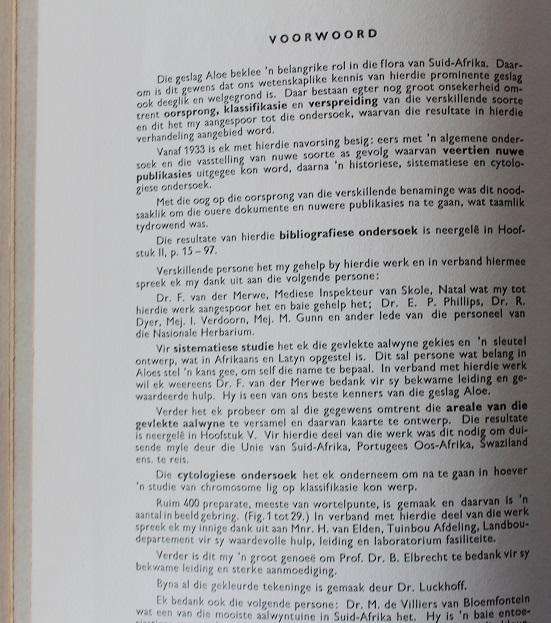 VOORWOORD
Die geslag Aloe beklee 'n belangrike rol in die flora van Suid-Afrika. Daar-
om is dit gewens dat ons wetenskaplike kennis van hierdie prominente geslag
ook deeglik en welgegrond is. Daar bestaan egter nog groot onsekerheid om-
trent oorsprong, klassifikasie en verspreiding van die verskillende soorte
en dit het my aangespoor tot die ondersoek, waarvan die resultate in hierdie
verhandeling aangebied word.
Vanaf 1933 is ek met hierdie navorsing besig: eers met 'n algemene onder-
soek en die vasstelling van nuwe soorte as gevolg waarvan veertien nuwe
publikasies uitgegee kon word, daarna 'n historiese, sistematiese en cytolo-
giese ondersoek.
Met die oog op die oorsprong van die verskillende benaminge was dit nood-
saaklik om die ouere dokumente en nuwere publikasies na te gaan, wat taamlik
tydrowend was.
Die resultate van hierdie bibliografiese ondersoek is neergelê in Hoof-
stuk II, p. 15 – 97.
Verskillende persone het my gehelp by hierdie werk en in verband hiermee
spreek ek my dank uit aan die volgende persone:
Dr. F. van der Merwe, Mediese Inspekteur van Skole, Natal wat my tot
hierdie werk aangespoor het en baie gehelp het; Dr. E. P. Phillips, Dr. R.
Dyer, Mej. I. Verdoorn, Mej. M. Gunn en ander lede van die personeel van
die Nasionale Herbarium.
Vir sistematiese studie het ek die gevlekte aalwyne gekies en 'n sleutel
ontwerp, wat in Afrikaans en Latyn opgestel is. Dit sal persone wat belang in
Aloes stel 'n kans gee, om self die name te bepaal. In verband met hierdie werk
wil ek weereens Dr. F. van der Merwe bedank vir sy bekwame leiding en ge-
waardeerde hulp. Hy is een van ons beste kenners van die geslag Aloe.
Verder het ek probeer om al die gegewens omtrent die areale van die
gevlekte aalwyne te versamel en daarvan kaarte te ontwerp. Die resultate
is neergelê in Hoofstuk V. Vir hierdie deel van die werk was dit nodig om dui-
sende myle deur die Unie van Suid-Afrika, Portugees Oos-Afrika, Swaziland
ens. te reis.
Die cytologiese ondersoek het ek onderneem om na te gaan in hoever
'n studie van chromosome lig op klassifikasie kon werp.
Ruim 400 preparate, meeste van wortelpunte, is gemaak en daarvan is 'n
aantal in beeld gebring. (Fig. 1 tot 29.) In verband met hierdie deel van die werk
spreek ek my innige dank uit aan Mnr. H. van Elden, Tuinbou Afdeling, Landbou-
departement vir sy waardevolle hulp, leiding en laboratorium fasiliteite.
Verder is dit my 'n groot genoeë om Prof. Dr. B. Elbrecht te bedank vir sy
bekwame leiding en sterke aanmoediging.
Byna al die gekleurde tekeninge is gemaak deur Dr. Luckhoff.
Ek bedank ook die volgende persone: Dr. M. de Villiers van Bloemfontein
wat een van die mooiste aalwyntuine in Suid-Afrika het. Hy is 'n baie entoe-